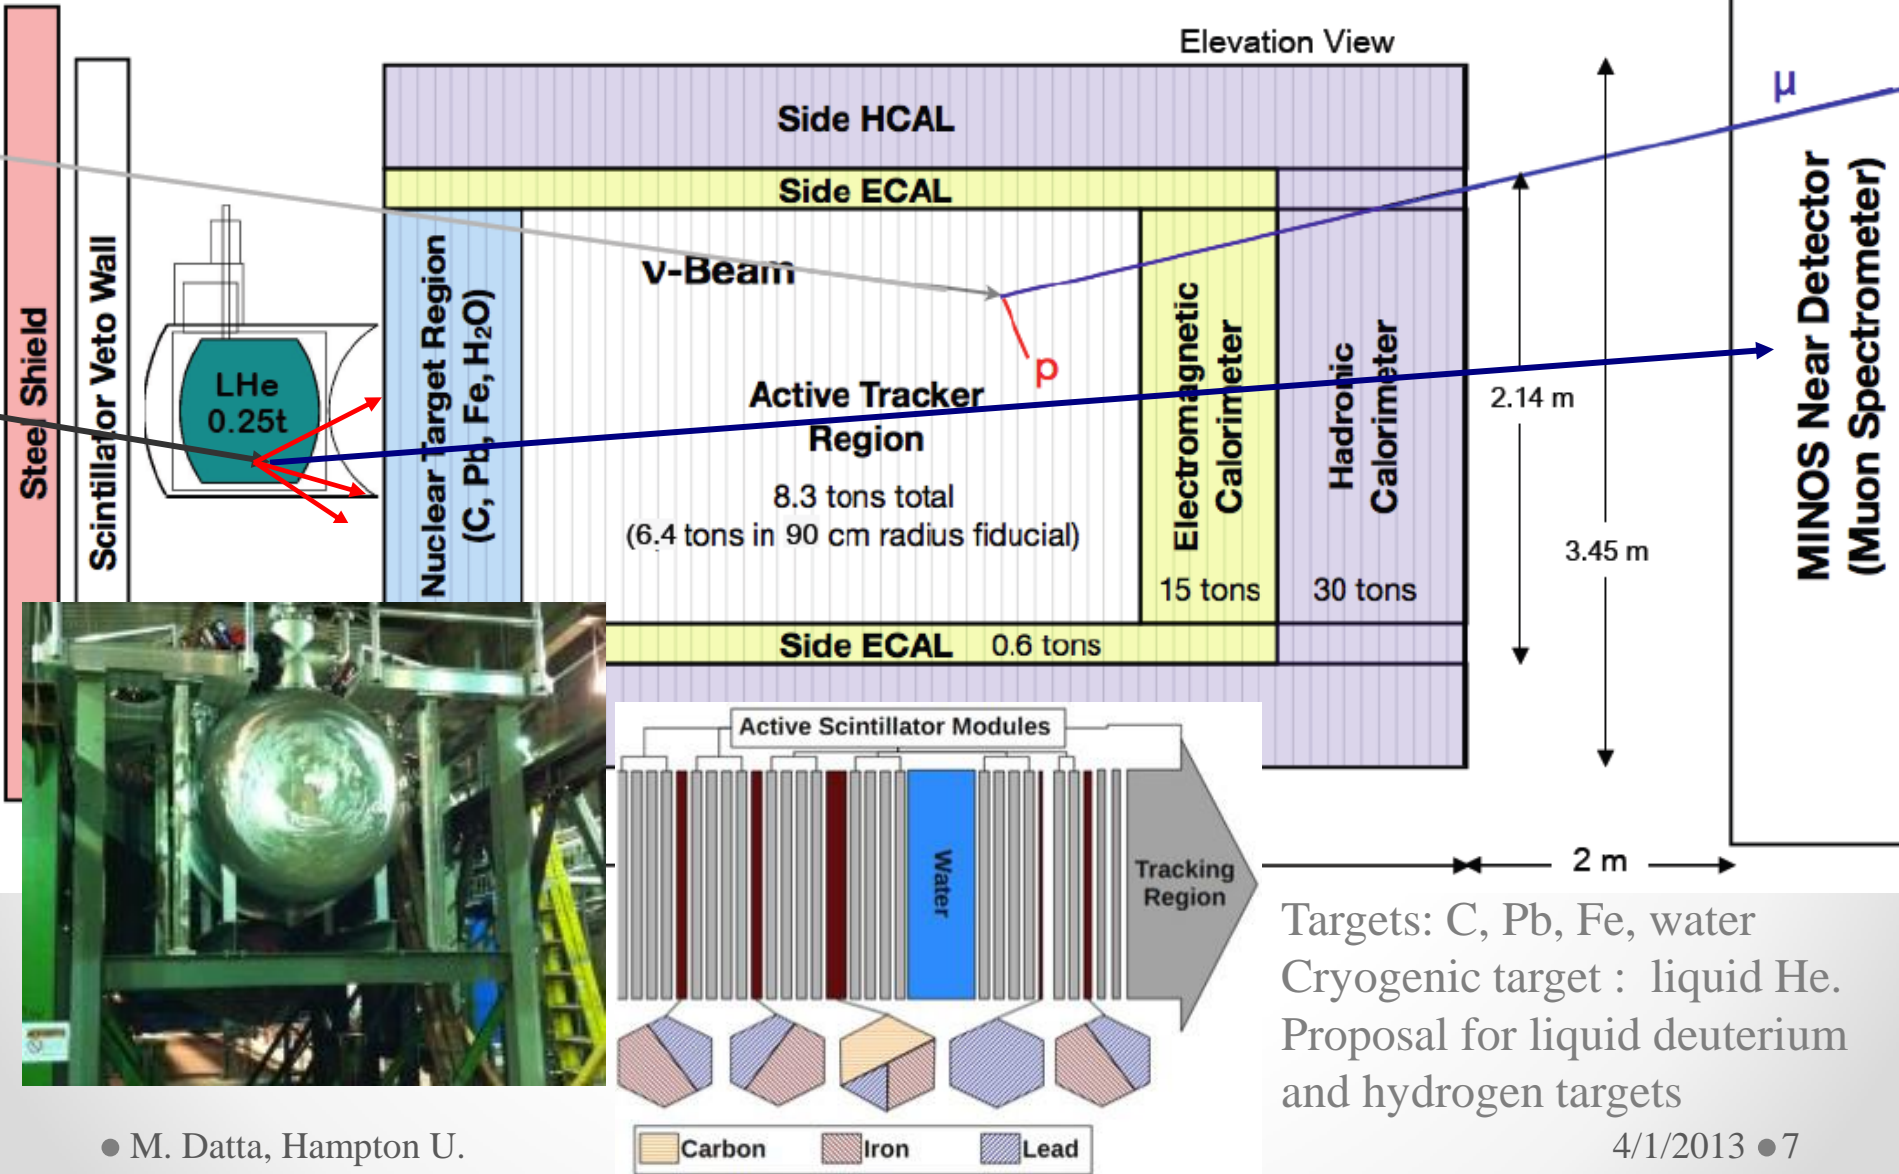 Elevation View
Side HCAL
μ
Side ECAL
Steel Shield
Scintillator Veto Wall
LHe
0.25t
Nuclear Target Region
(C, Pb, Fe, H₂O)
ν-Beam
p
Active Tracker
Region
8.3 tons total
(6.4 tons in 90 cm radius fiducial)
Electromagnetic
Calorimeter
15 tons
Hadronic
Calorimeter
30 tons
2.14 m
3.45 m
MINOS Near Detector
(Muon Spectrometer)
Side ECAL 0.6 tons
Active Scintillator Modules
Water
Tracking
Region
2 m
Carbon
Iron
Lead
Targets: C, Pb, Fe, water
Cryogenic target : liquid He.
Proposal for liquid deuterium
and hydrogen targets
● M. Datta, Hampton U.
4/1/2013 ● 7